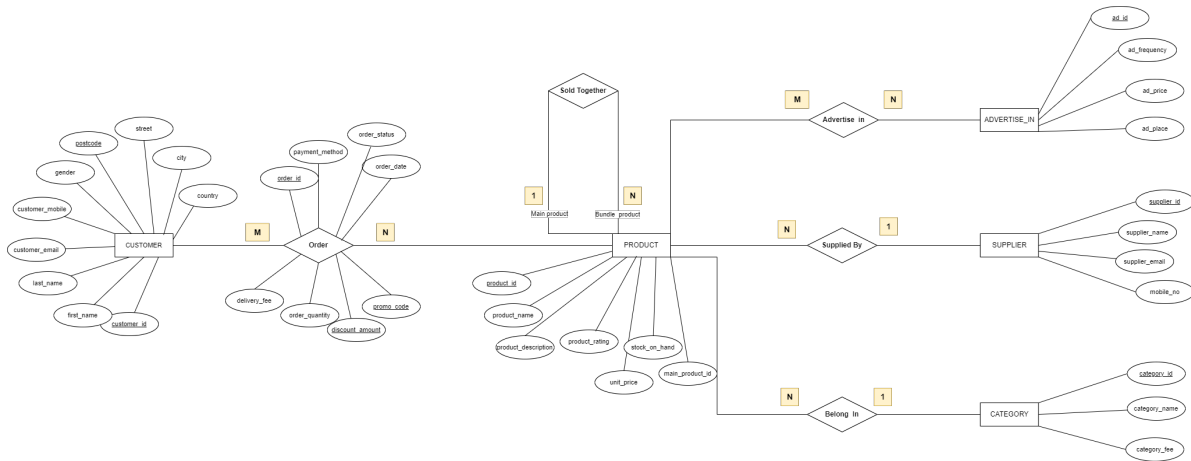 ad_id
ad_frequency
ad_price
ad_place
ADVERTISE_IN
M
Advertise in
N
Sold Together
1
Main product
N
Bundle product
street
postcode
city
gender
country
customer_mobile
customer_email
last_name
first_name
customer_id
CUSTOMER
M
Order
N
order_status
payment_method
order_date
order_id
delivery_fee
order_quantity
discount_amount
promo_code
PRODUCT
product_id
product_name
product_description
product_rating
unit_price
stock_on_hand
main_product_id
N
Supplied By
1
SUPPLIER
supplier_id
supplier_name
supplier_email
mobile_no
N
Belong In
1
CATEGORY
category_id
category_name
category_fee